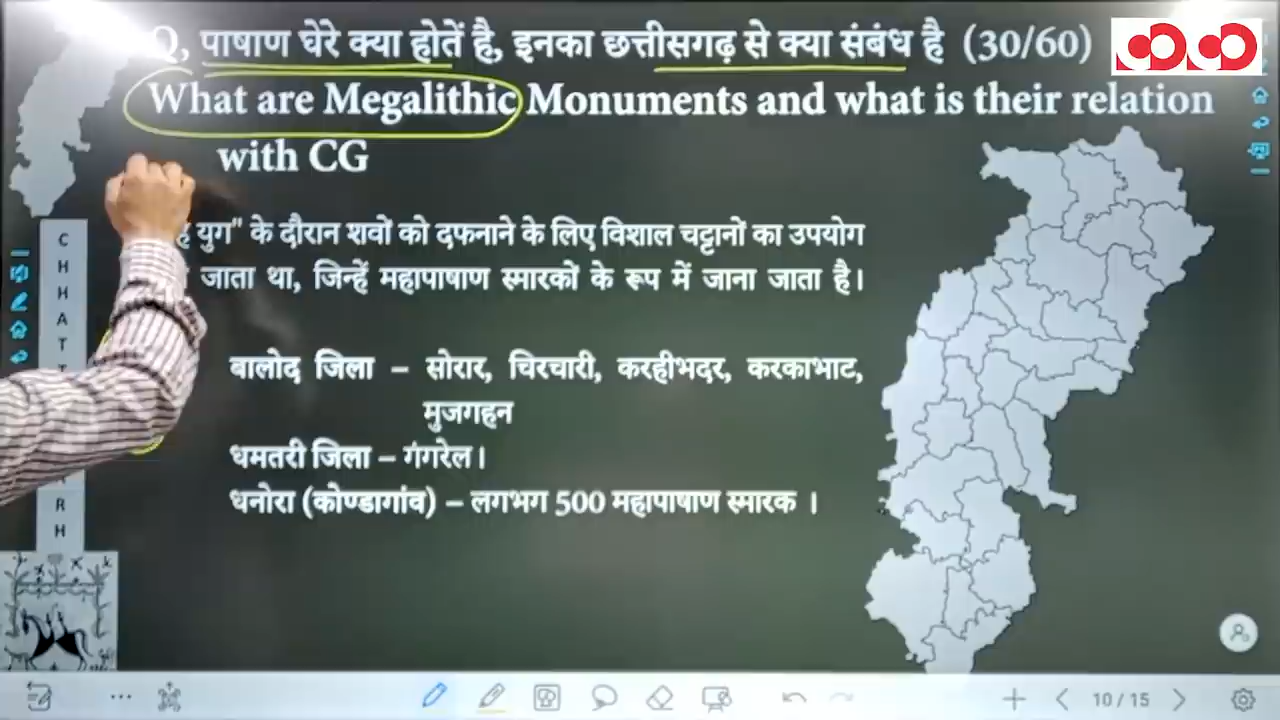 Q, पाषाण घेरे क्या होतें है, इनका छत्तीसगढ़ से क्या संबंध है (30/60)
What are Megalithic Monuments and what is their relation
with CG
युग" के दौरान शवों को दफनाने के लिए विशाल चट्टानों का उपयोग
जाता था, जिन्हें महापाषाण स्मारकों के रूप में जाना जाता है।
बालोद जिला – सोरार, चिरचारी, करहीभदर, करकाभाट,
मुजगहन
धमतरी जिला – गंगरेल।
धनोरा (कोण्डागांव) – लगभग 500 महापाषाण स्मारक ।
C
H
H
A
T
R
H
10 / 15